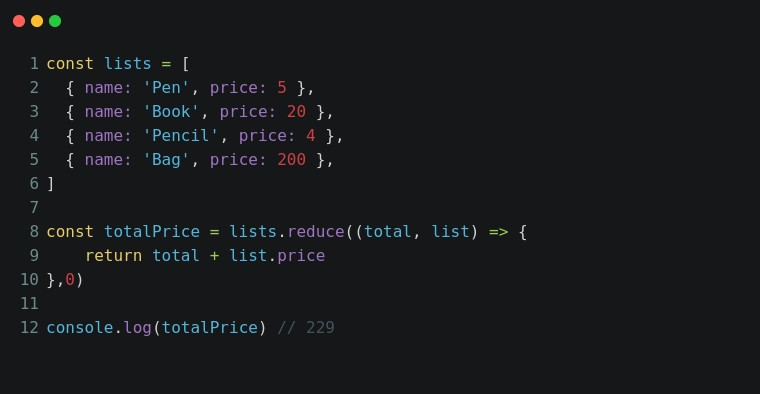 1 const lists = [
2   { name: 'Pen', price: 5 },
3   { name: 'Book', price: 20 },
4   { name: 'Pencil', price: 4 },
5   { name: 'Bag', price: 200 },
6 ]
7
8 const totalPrice = lists.reduce((total, list) => {
9     return total + list.price
10 },0)
11
12 console.log(totalPrice) // 229